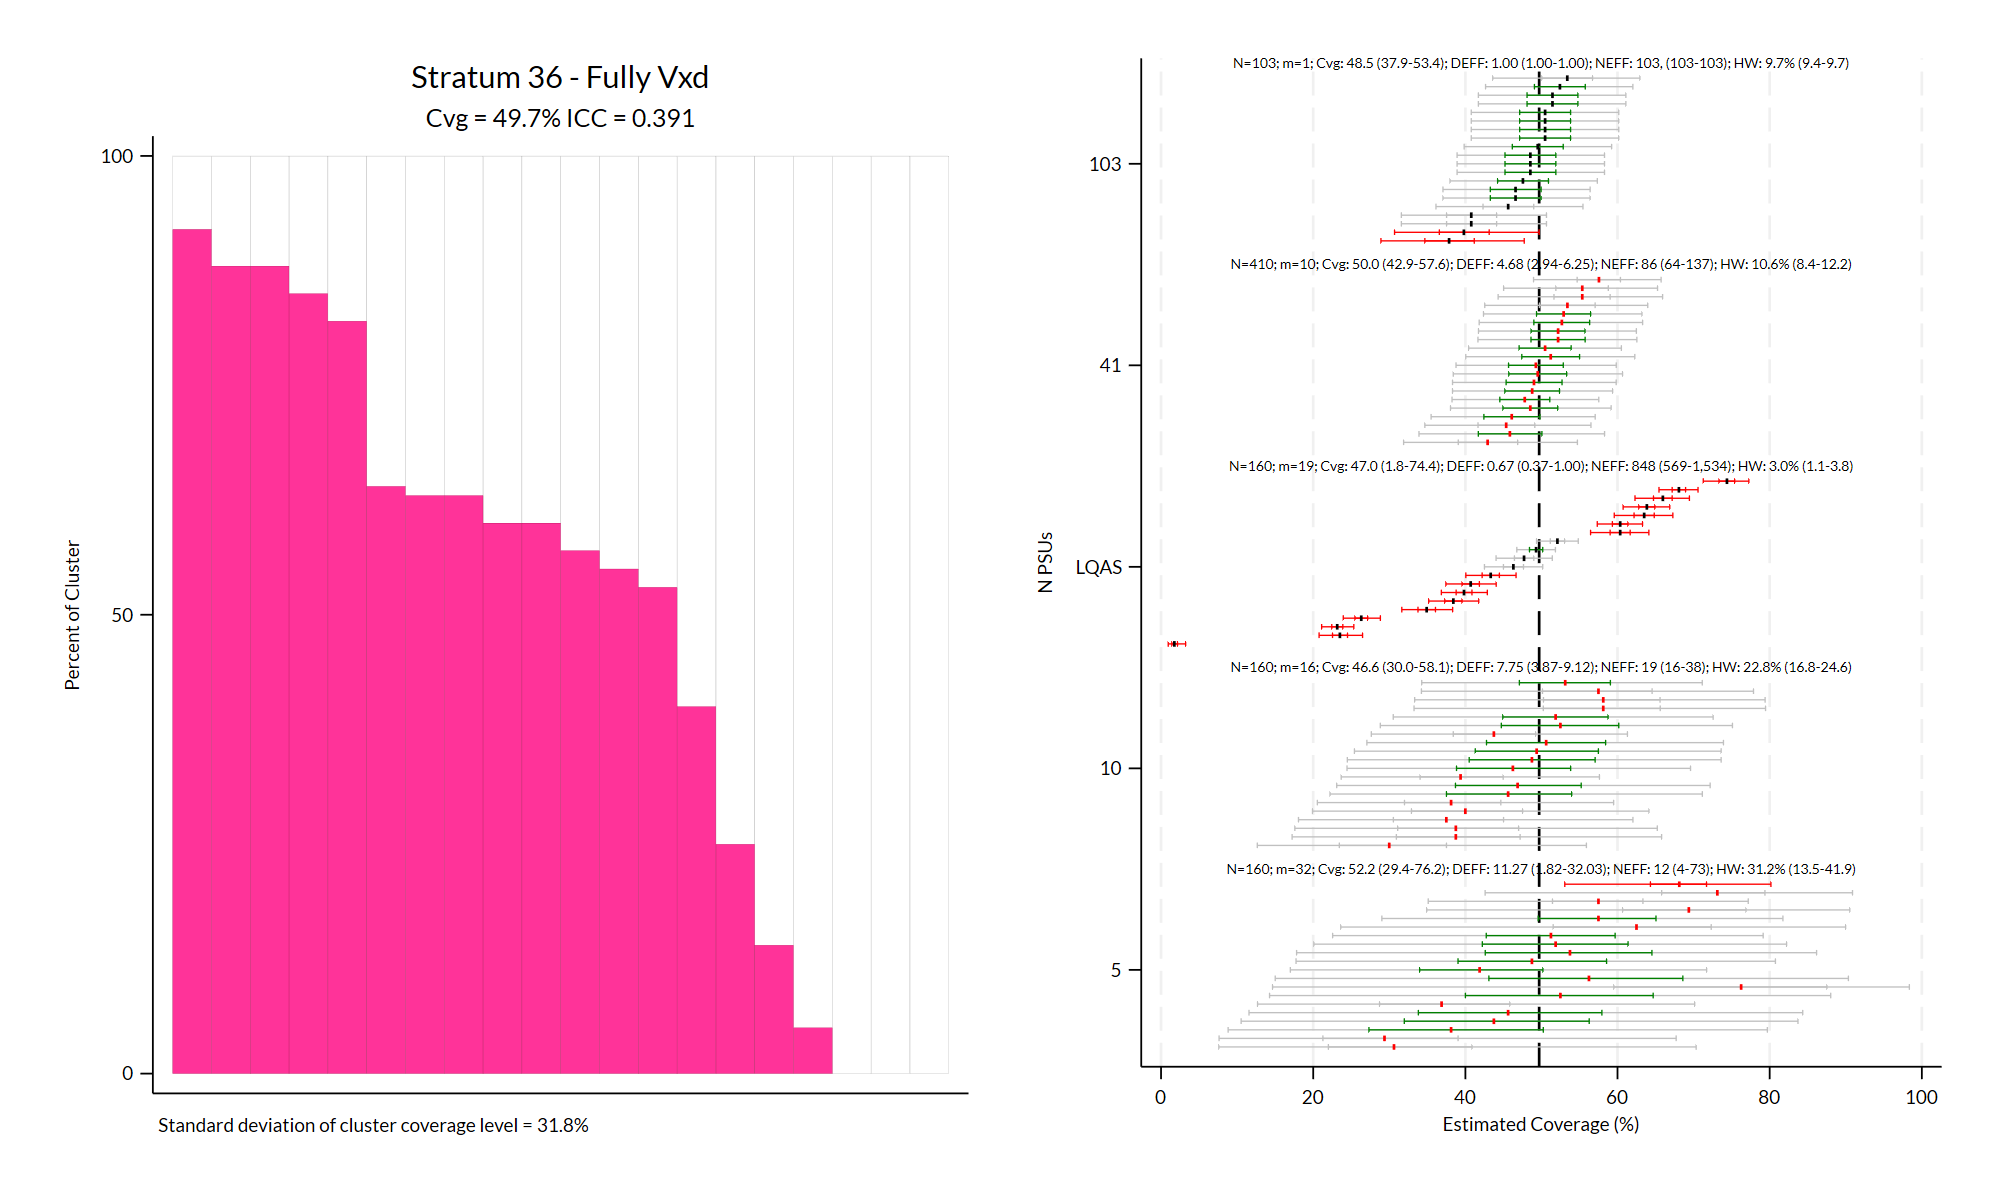 Stratum 36 - Fully Vxd
Cvg = 49.7% ICC = 0.391
100
50
0
Percent of Cluster
Standard deviation of cluster coverage level = 31.8%
N=103; m=1; Cvg: 48.5 (37.9-53.4); DEFF: 1.00 (1.00-1.00); NEFF: 103, (103-103); HW: 9.7% (9.4-9.7)
103
N=410; m=10; Cvg: 50.0 (42.9-57.6); DEFF: 4.68 (2.94-6.25); NEFF: 86 (64-137); HW: 10.6% (8.4-12.2)
41
N=160; m=19; Cvg: 47.0 (1.8-74.4); DEFF: 0.67 (0.37-1.00); NEFF: 848 (569-1,534); HW: 3.0% (1.1-3.8)
N PSUs
LQAS
N=160; m=16; Cvg: 46.6 (30.0-58.1); DEFF: 7.75 (3.87-9.12); NEFF: 19 (16-38); HW: 22.8% (16.8-24.6)
10
N=160; m=32; Cvg: 52.2 (29.4-76.2); DEFF: 11.27 (1.82-32.03); NEFF: 12 (4-73); HW: 31.2% (13.5-41.9)
5
0 20 40 60 80 100
Estimated Coverage (%)